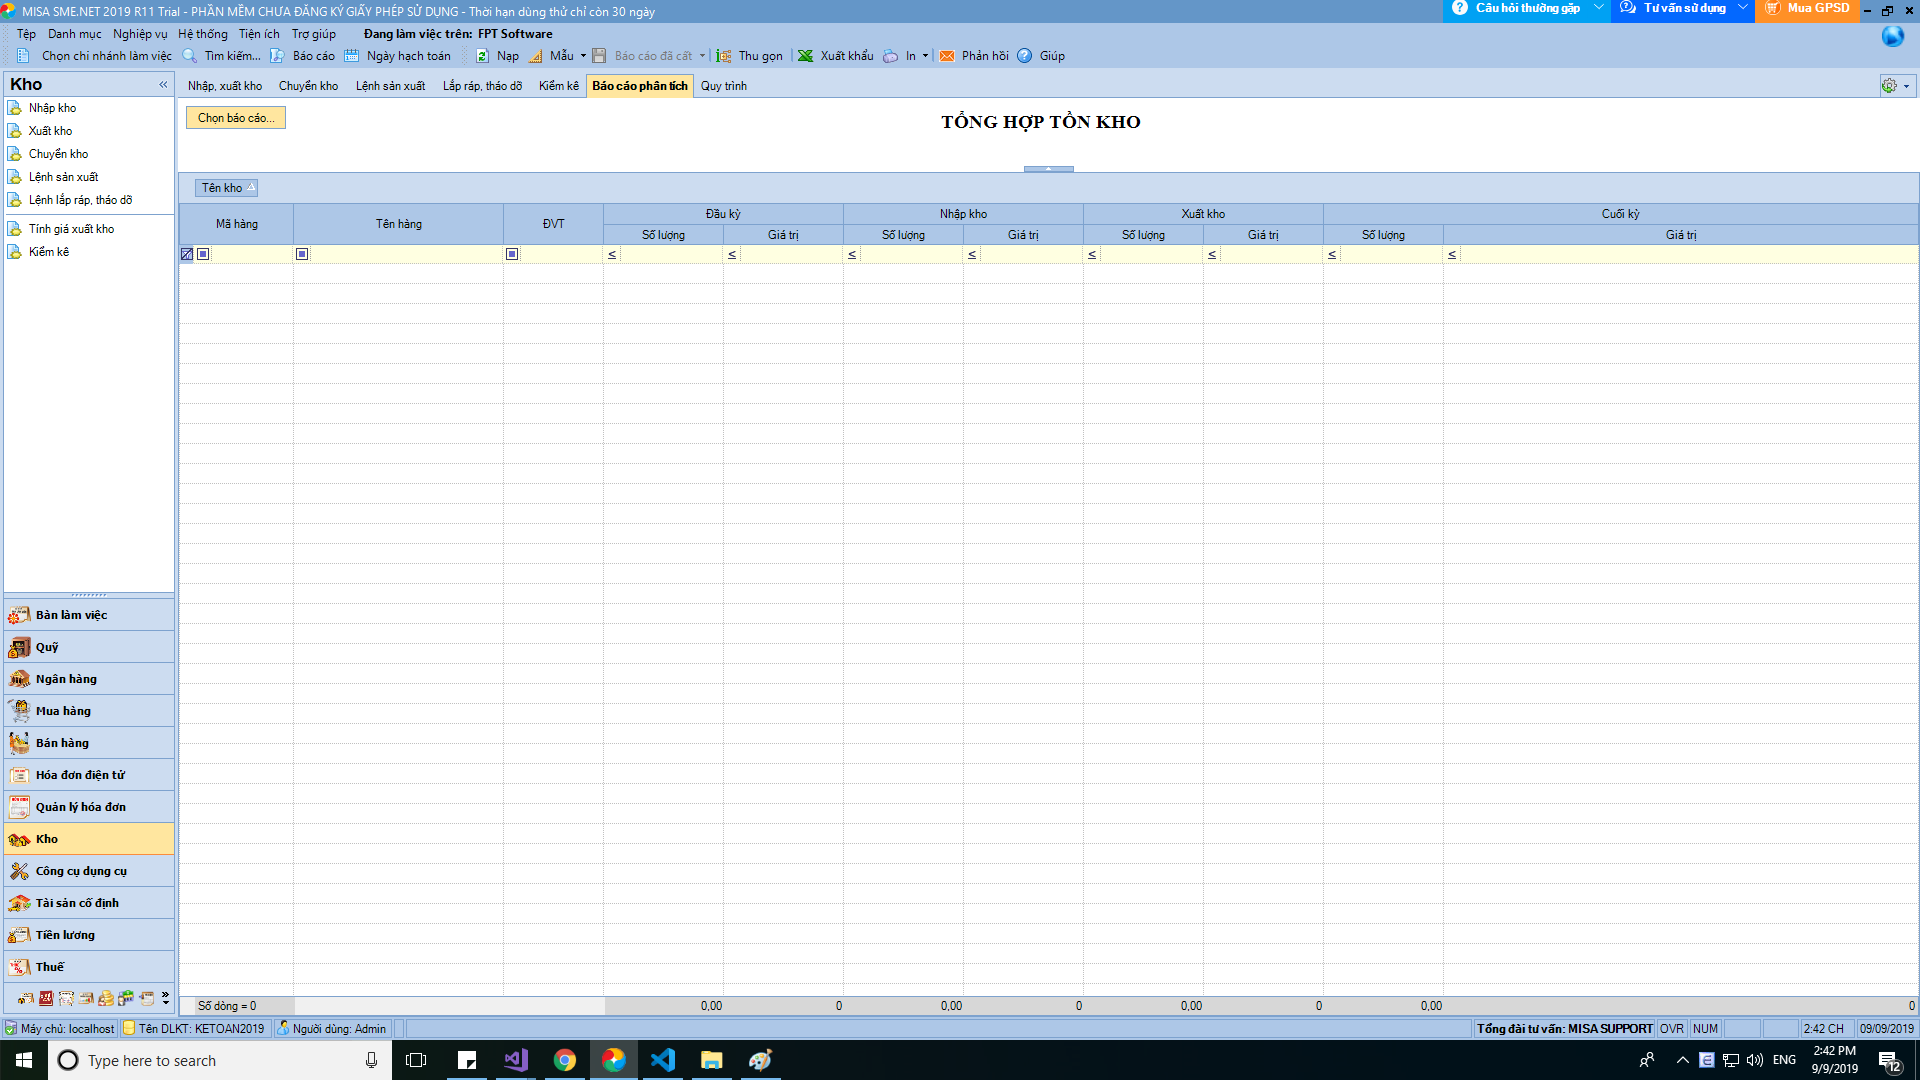 MISA SME.NET 2019 R11 Trial - PHẦN MỀM CHƯA ĐĂNG KÝ GIẤY PHÉP SỬ DỤNG - Thời hạn dùng thử chỉ còn 30 ngày
Câu hỏi thường gặp
Tư vấn sử dụng
Mua GPSD
Tệp Danh mục Nghiệp vụ Hệ thống Tiện ích Trợ giúp Đang làm việc trên: FPT Software
Chọn chi nhánh làm việc Tìm kiếm... Báo cáo Ngày hạch toán Nạp Mẫu Báo cáo đã cất Thu gọn Xuất khẩu In Phản hồi Giúp
Kho
Nhập kho
Xuất kho
Chuyển kho
Lệnh sản xuất
Lệnh lắp ráp, tháo dỡ
Tính giá xuất kho
Kiểm kê
Nhập, xuất kho Chuyển kho Lệnh sản xuất Lắp ráp, tháo dỡ Kiểm kê Báo cáo phân tích Quy trình
Chọn báo cáo...
TỔNG HỢP TỒN KHO
Tên kho
Mã hàng Tên hàng ĐVT Đầu kỳ Nhập kho Xuất kho Cuối kỳ
Số lượng Giá trị Số lượng Giá trị Số lượng Giá trị Số lượng Giá trị
≤ ≤ ≤ ≤ ≤ ≤ ≤ ≤
Số dòng = 0 0,00 0 0,00 0 0,00 0 0,00 0
Bàn làm việc
Quỹ
Ngân hàng
Mua hàng
Bán hàng
Hóa đơn điện tử
Quản lý hóa đơn
Kho
Công cụ dụng cụ
Tài sản cố định
Tiền lương
Thuế
Máy chủ: localhost Tên DLKT: KETOAN2019 Người dùng: Admin Tổng đài tư vấn: MISA SUPPORT OVR NUM 2:42 CH 09/09/2019
Type here to search
ENG
2:42 PM
9/9/2019
12